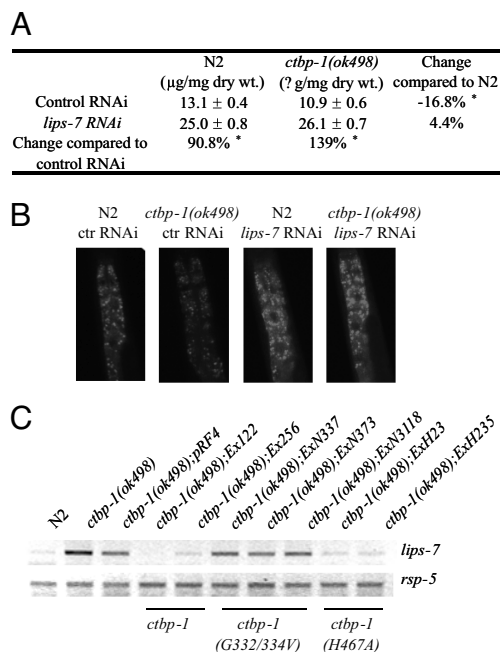 A
N2 ctbp-1(ok498) Change
(µg/mg dry wt.) (? g/mg dry wt.) compared to N2
Control RNAi 13.1 ± 0.4 10.9 ± 0.6 -16.8% *
lips-7 RNAi 25.0 ± 0.8 26.1 ± 0.7 4.4%
Change compared to 90.8% * 139% *
control RNAi
B
N2 ctbp-1(ok498) N2 ctbp-1(ok498)
ctr RNAi ctr RNAi lips-7 RNAi lips-7 RNAi
C
N2
ctbp-1(ok498)
ctbp-1(ok498);pRF4
ctbp-1(ok498);Ex122
ctbp-1(ok498);Ex256
ctbp-1(ok498);ExN337
ctbp-1(ok498);ExN373
ctbp-1(ok498);ExN3118
ctbp-1(ok498);ExH23
ctbp-1(ok498);ExH235
lips-7
rsp-5
ctbp-1 ctbp-1 ctbp-1
(G332/334V) (H467A)